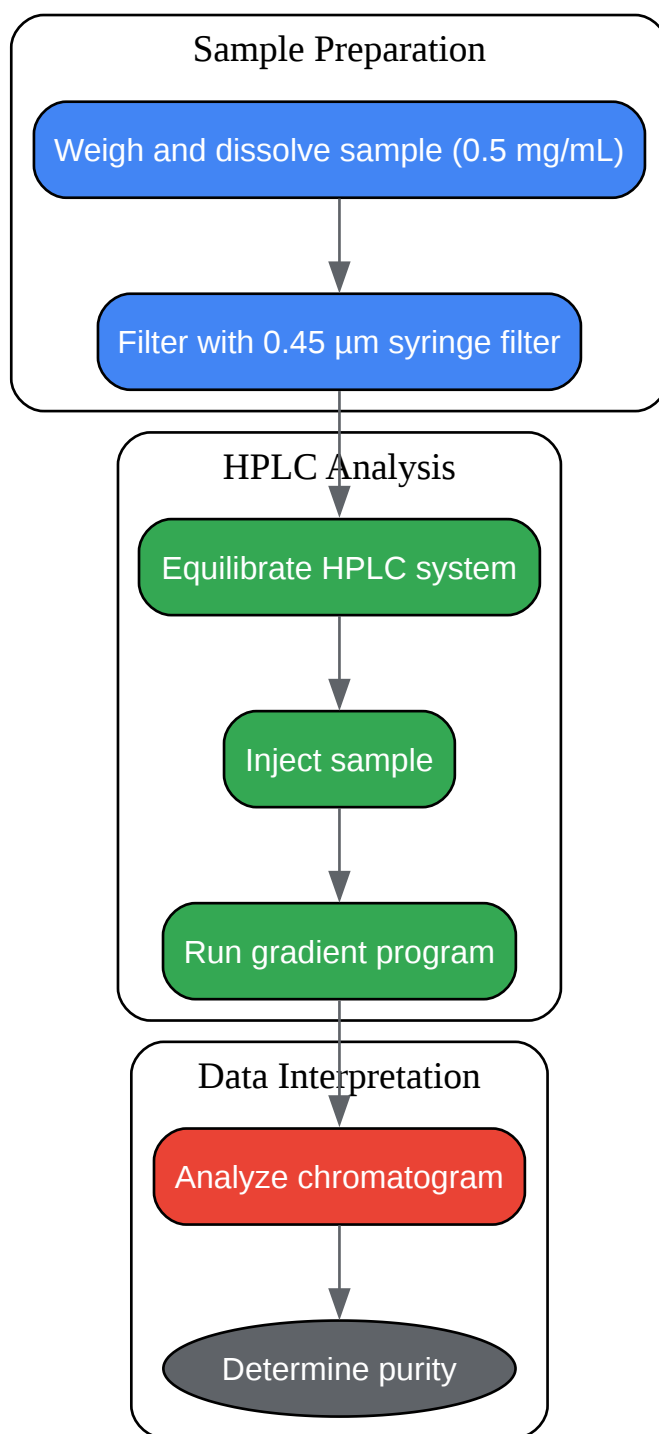 Sample Preparation
Weigh and dissolve sample (0.5 mg/mL)
Filter with 0.45 µm syringe filter
HPLC Analysis
Equilibrate HPLC system
Inject sample
Run gradient program
Data Interpretation
Analyze chromatogram
Determine purity